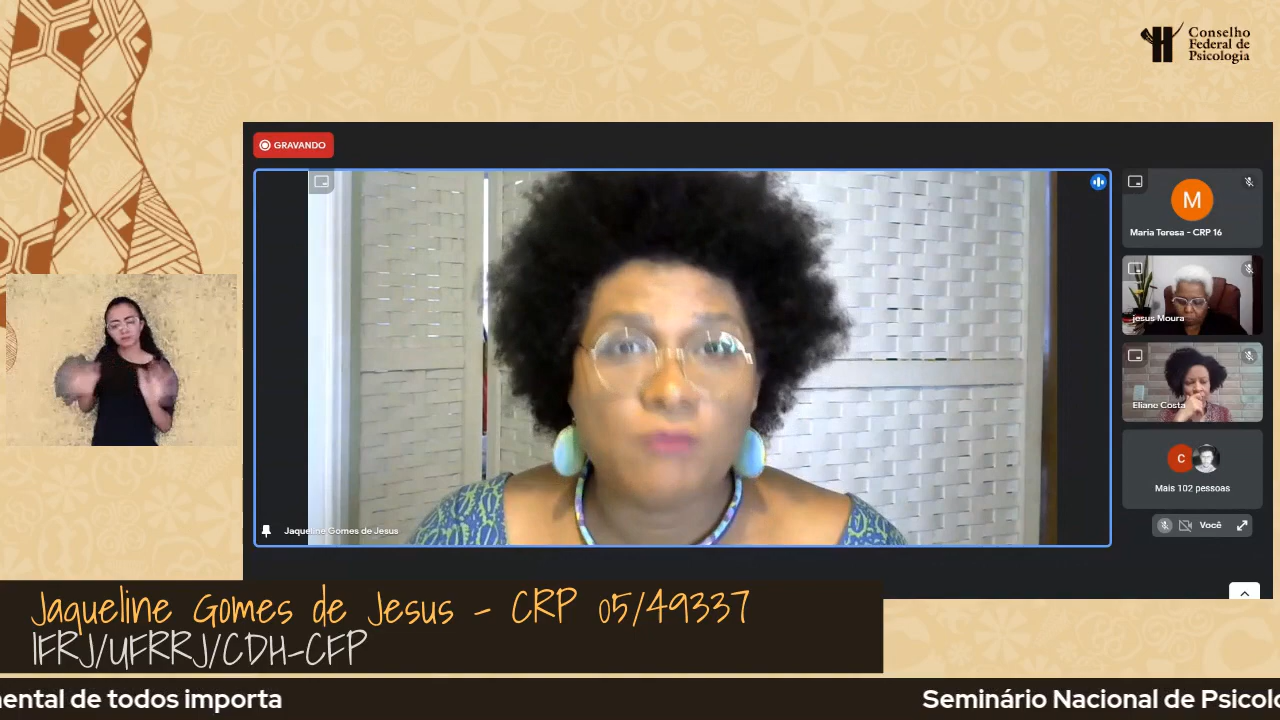 Conselho
Federal de
Psicologia
GRAVANDO
M
Maria Teresa - CRP 16
jesus Moura
Eliane Costa
C
Mais 102 pessoas
Você
Jaqueline Gomes de Jesus
Jaqueline Gomes de Jesus - CRP 05/49337
IFRJ/UFRRJ/CDH-CFP
mental de todos importa
Seminário Nacional de Psicolo